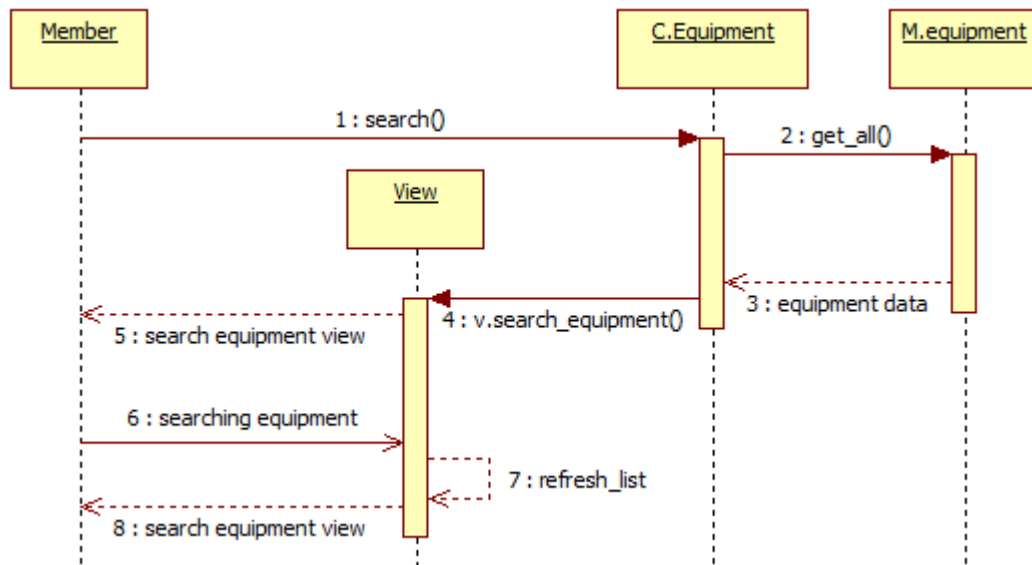 Member
C.Equipment
M.equipment
1 : search()
2 : get_all()
View
3 : equipment data
4 : v.search_equipment()
5 : search equipment view
6 : searching equipment
7 : refresh_list
8 : search equipment view